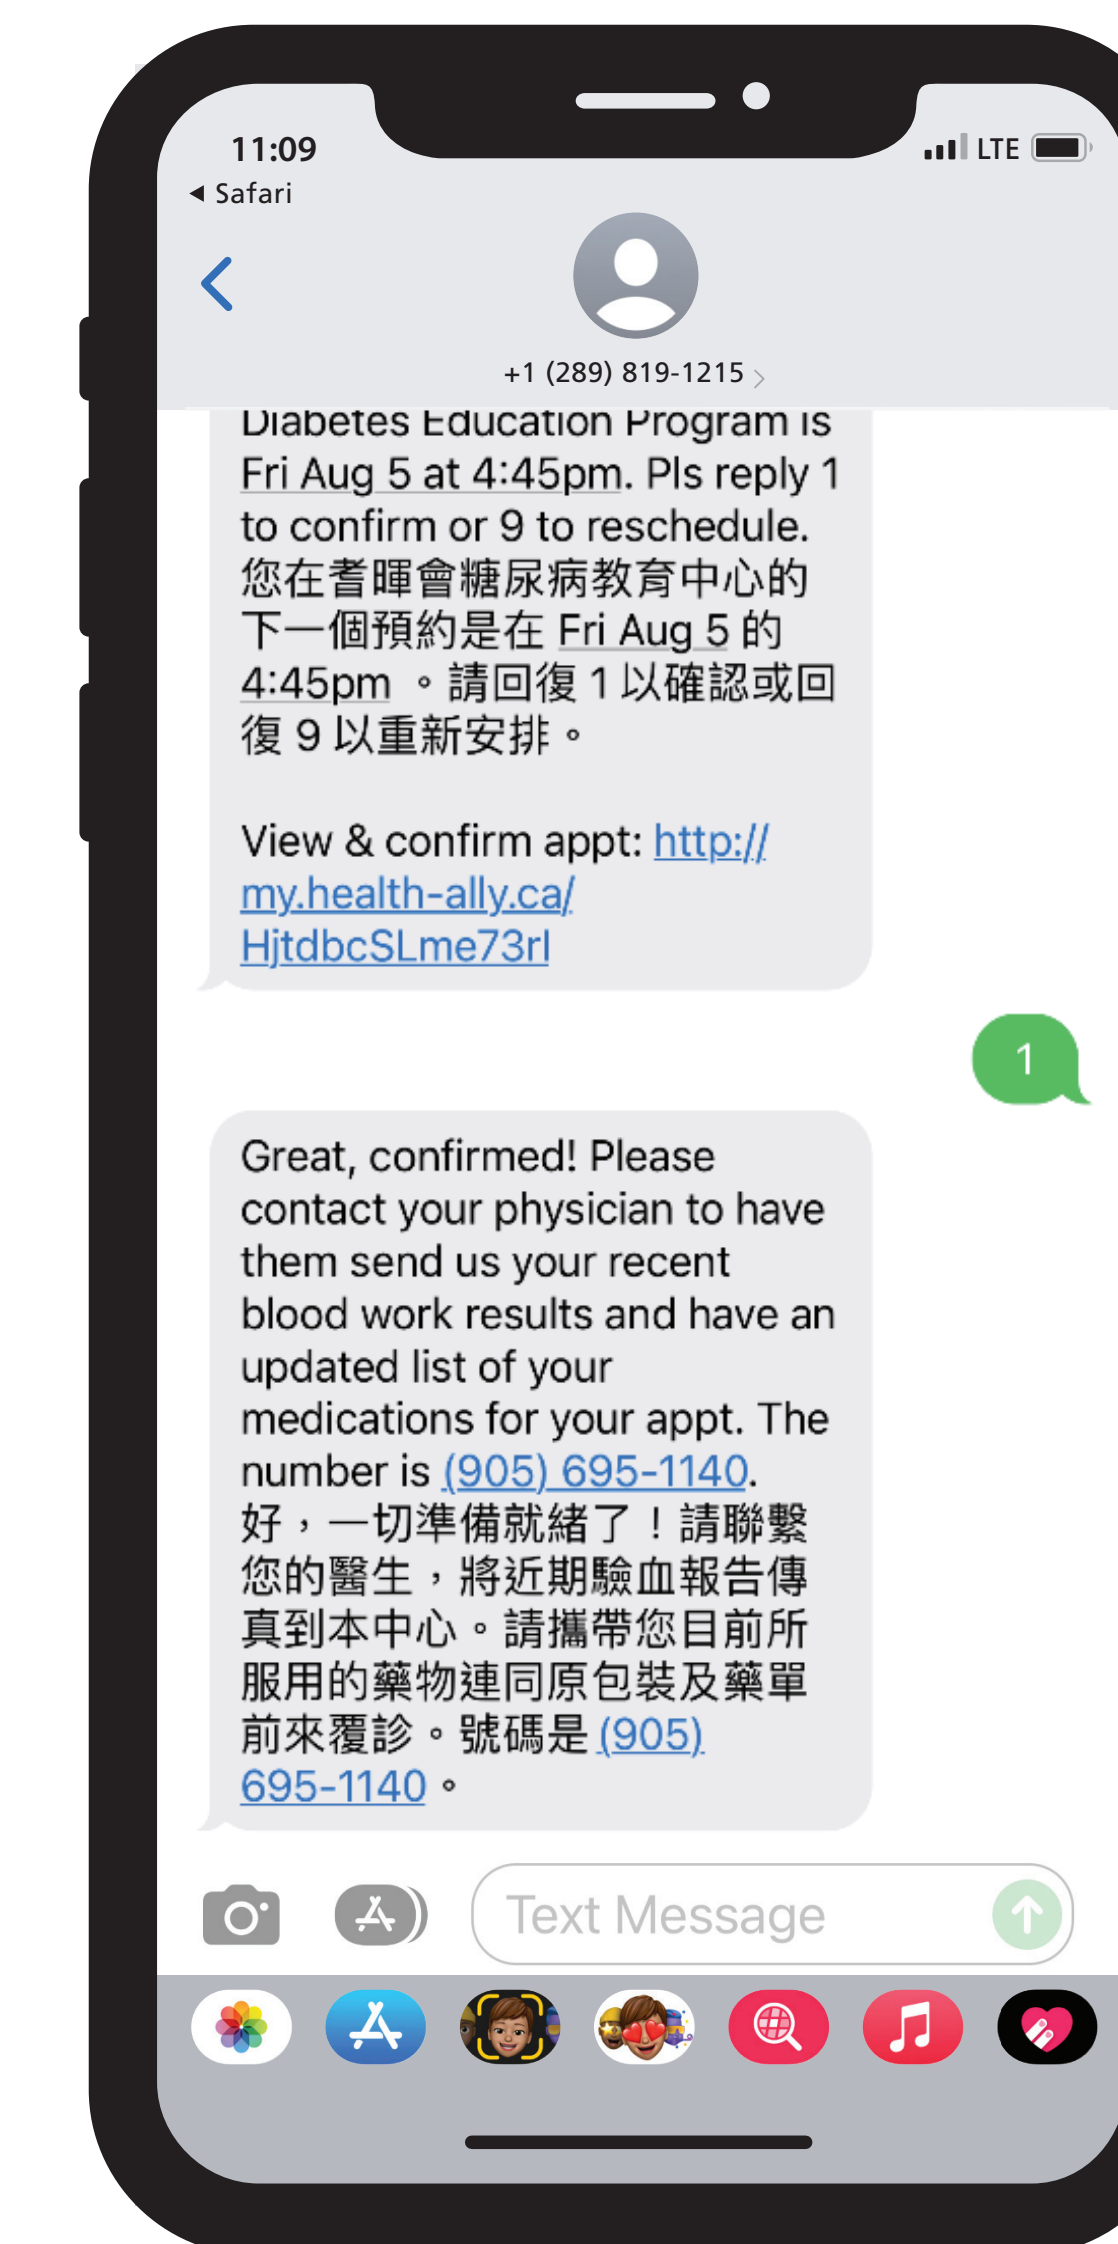 11:09
LTE
Safari
+1 (289) 819-1215
Diabetes Education Program is
Fri Aug 5 at 4:45pm. Pls reply 1
to confirm or 9 to reschedule.
您在耆暉會糖尿病教育中心的
下一個預約是在 Fri Aug 5 的
4:45pm 。請回復 1 以確認或回
復 9 以重新安排。
View & confirm appt: http://
my.health-ally.ca/
HjtdbcSLme73rl
1
Great, confirmed! Please
contact your physician to have
them send us your recent
blood work results and have an
updated list of your
medications for your appt. The
number is (905) 695-1140.
好，一切準備就緒了！請聯繫
您的醫生，將近期驗血報告傳
真到本中心。請攜帶您目前所
服用的藥物連同原包裝及藥單
前來覆診。號碼是 (905)
695-1140 。
Text Message